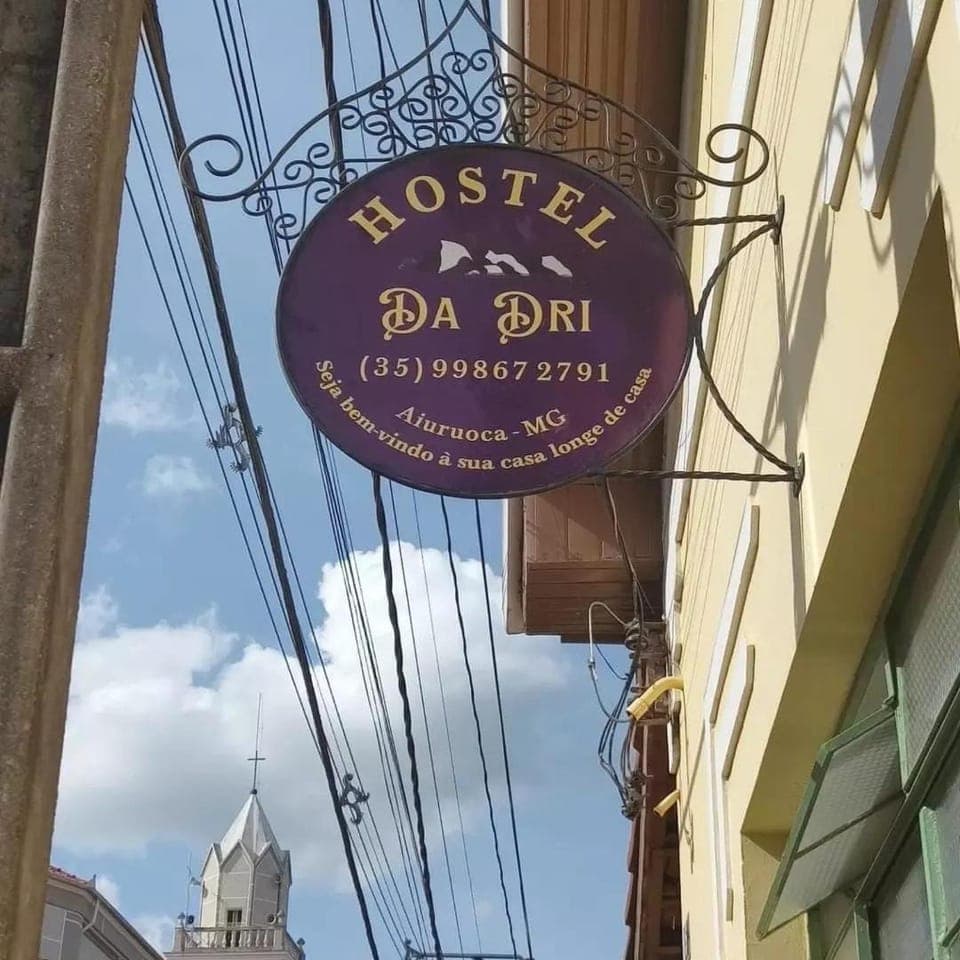 HOSTEL
DA DRI
(35) 99867 2791
Aiuruoca - MG
Seja bem-vindo à sua casa longe de casa